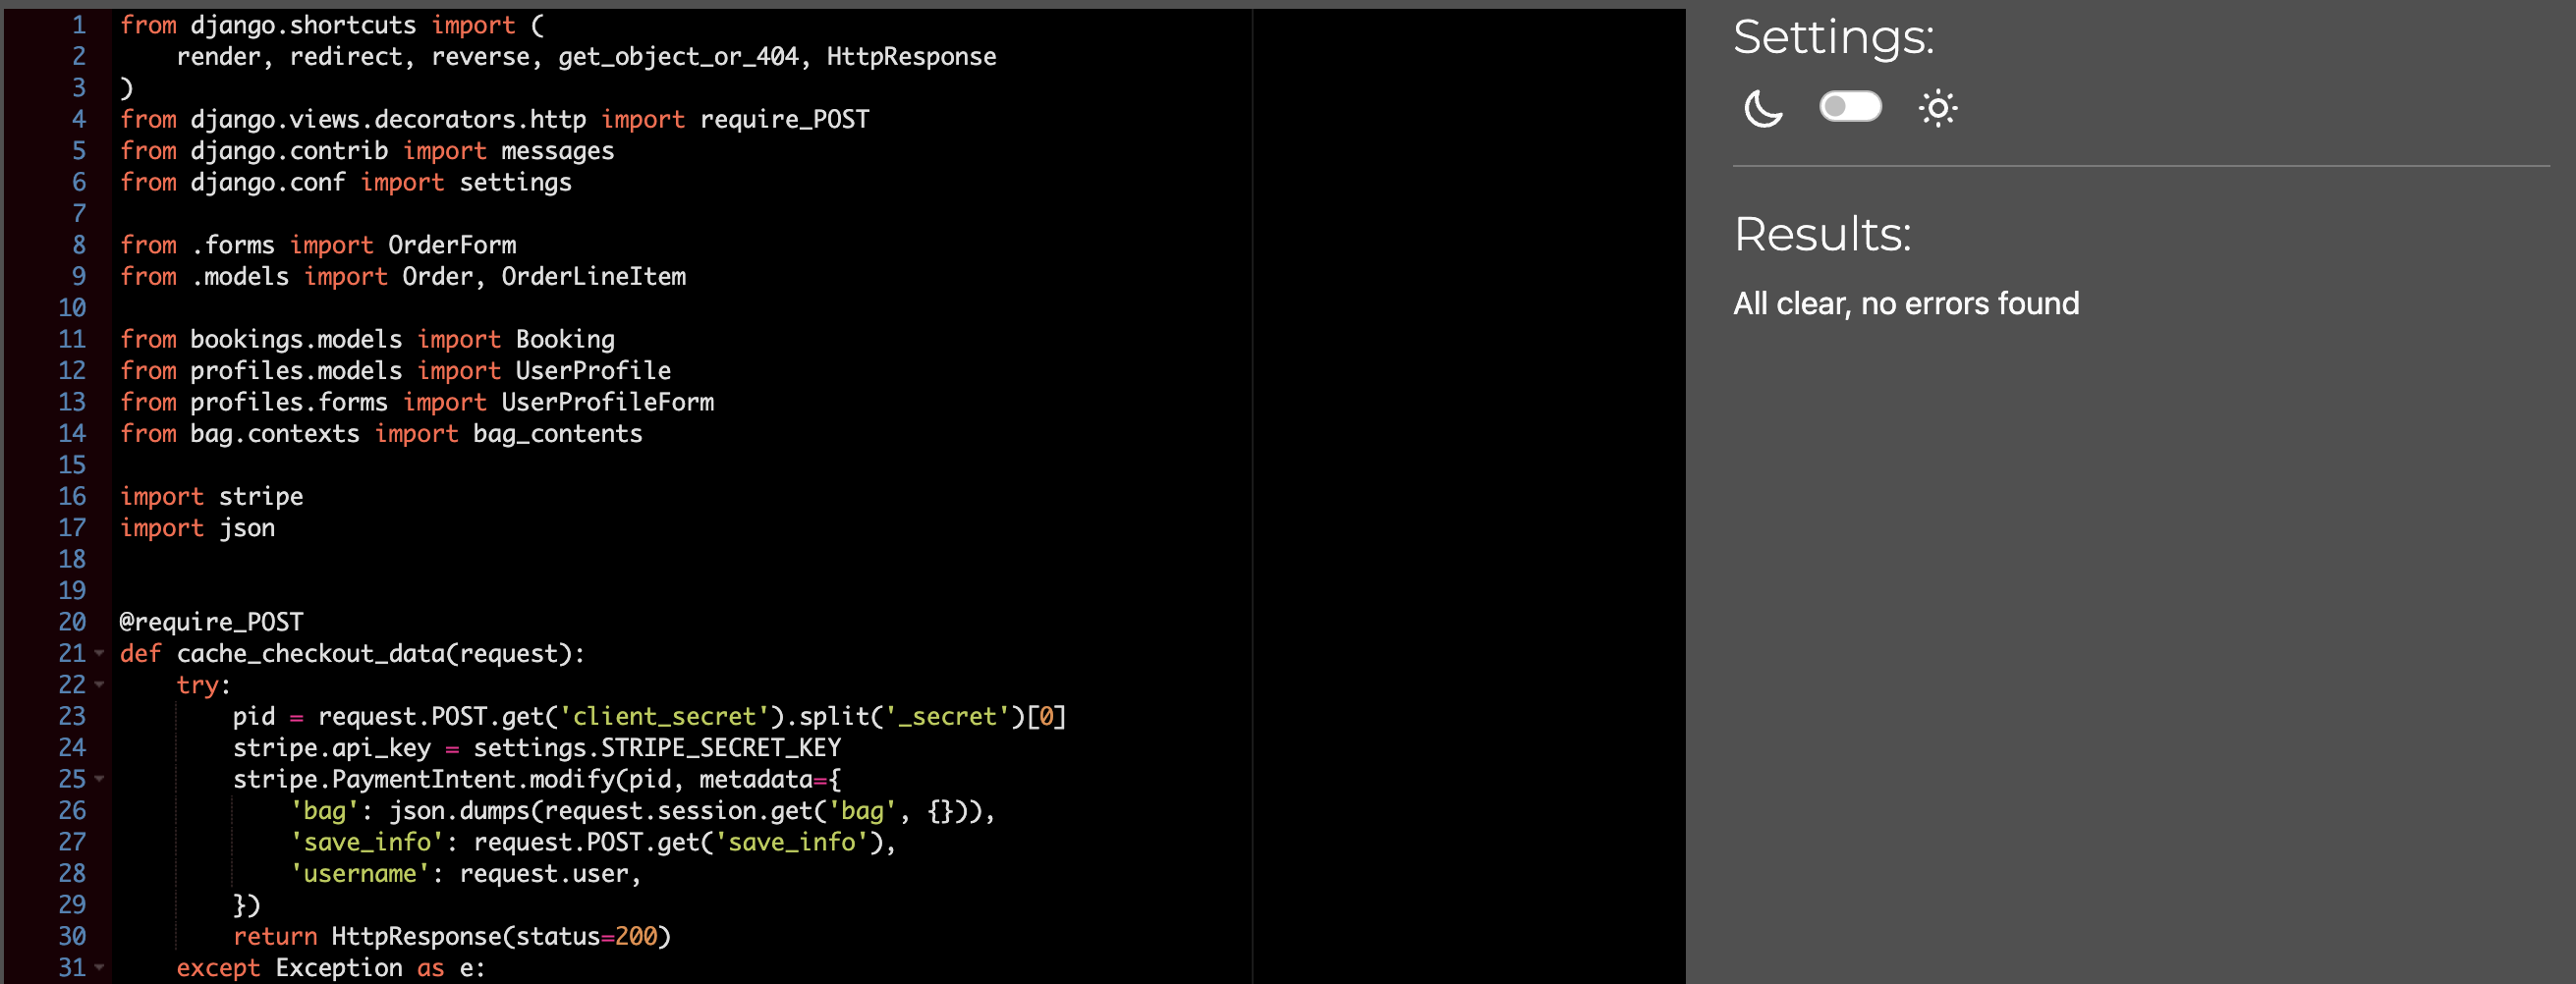 1 from django.shortcuts import (
2     render, redirect, reverse, get_object_or_404, HttpResponse
3 )
4 from django.views.decorators.http import require_POST
5 from django.contrib import messages
6 from django.conf import settings
7
8 from .forms import OrderForm
9 from .models import Order, OrderLineItem
10
11 from bookings.models import Booking
12 from profiles.models import UserProfile
13 from profiles.forms import UserProfileForm
14 from bag.contexts import bag_contents
15
16 import stripe
17 import json
18
19
20 @require_POST
21 def cache_checkout_data(request):
22     try:
23         pid = request.POST.get('client_secret').split('_secret')[0]
24         stripe.api_key = settings.STRIPE_SECRET_KEY
25         stripe.PaymentIntent.modify(pid, metadata={
26             'bag': json.dumps(request.session.get('bag', {})),
27             'save_info': request.POST.get('save_info'),
28             'username': request.user,
29         })
30         return HttpResponse(status=200)
31     except Exception as e:
Settings:
Results:
All clear, no errors found